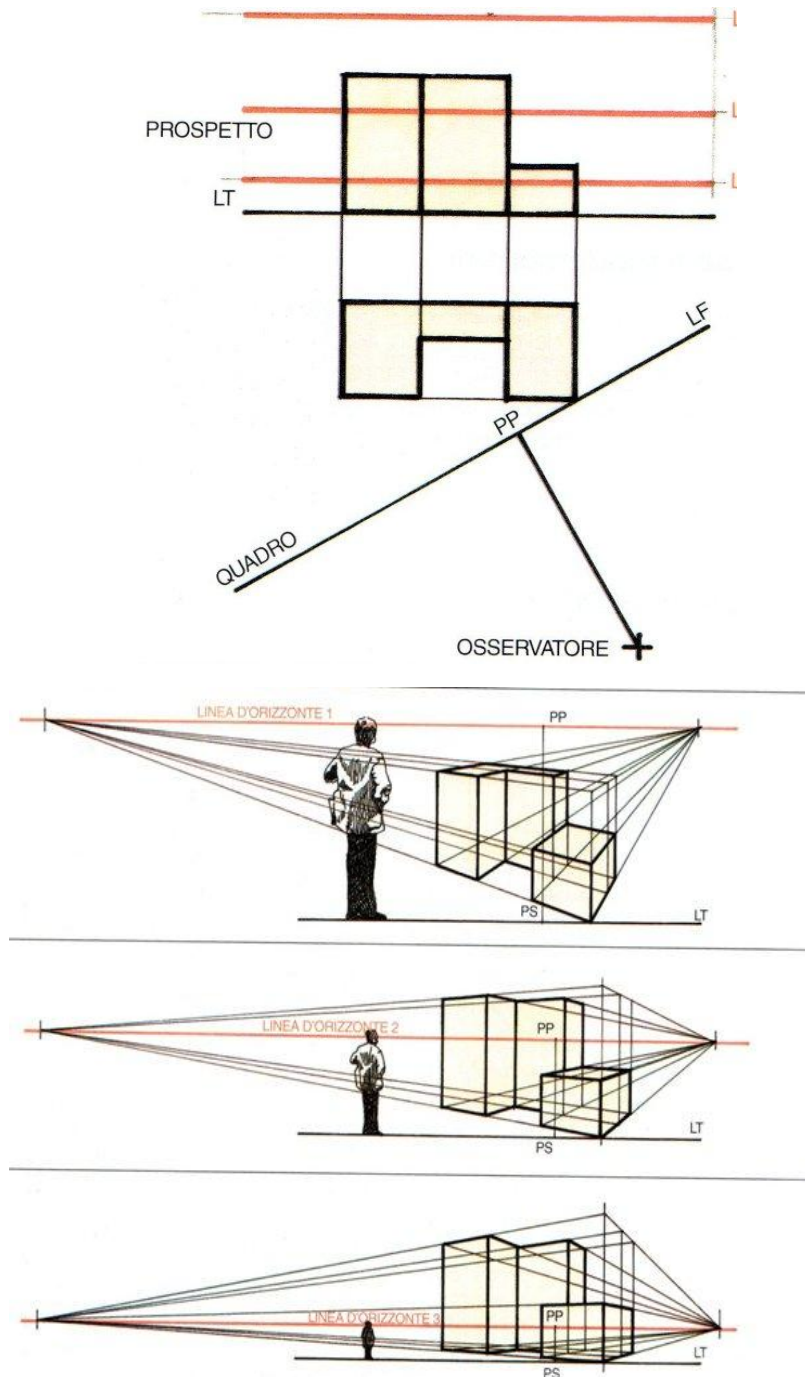 PROSPETTO
LT
LF
PP
QUADRO
OSSERVATORE
LINEA D'ORIZZONTE 1
PP
PS
LT
LINEA D'ORIZZONTE 2
PP
LT
PS
LINEA D'ORIZZONTE 3
PP
LT
PS